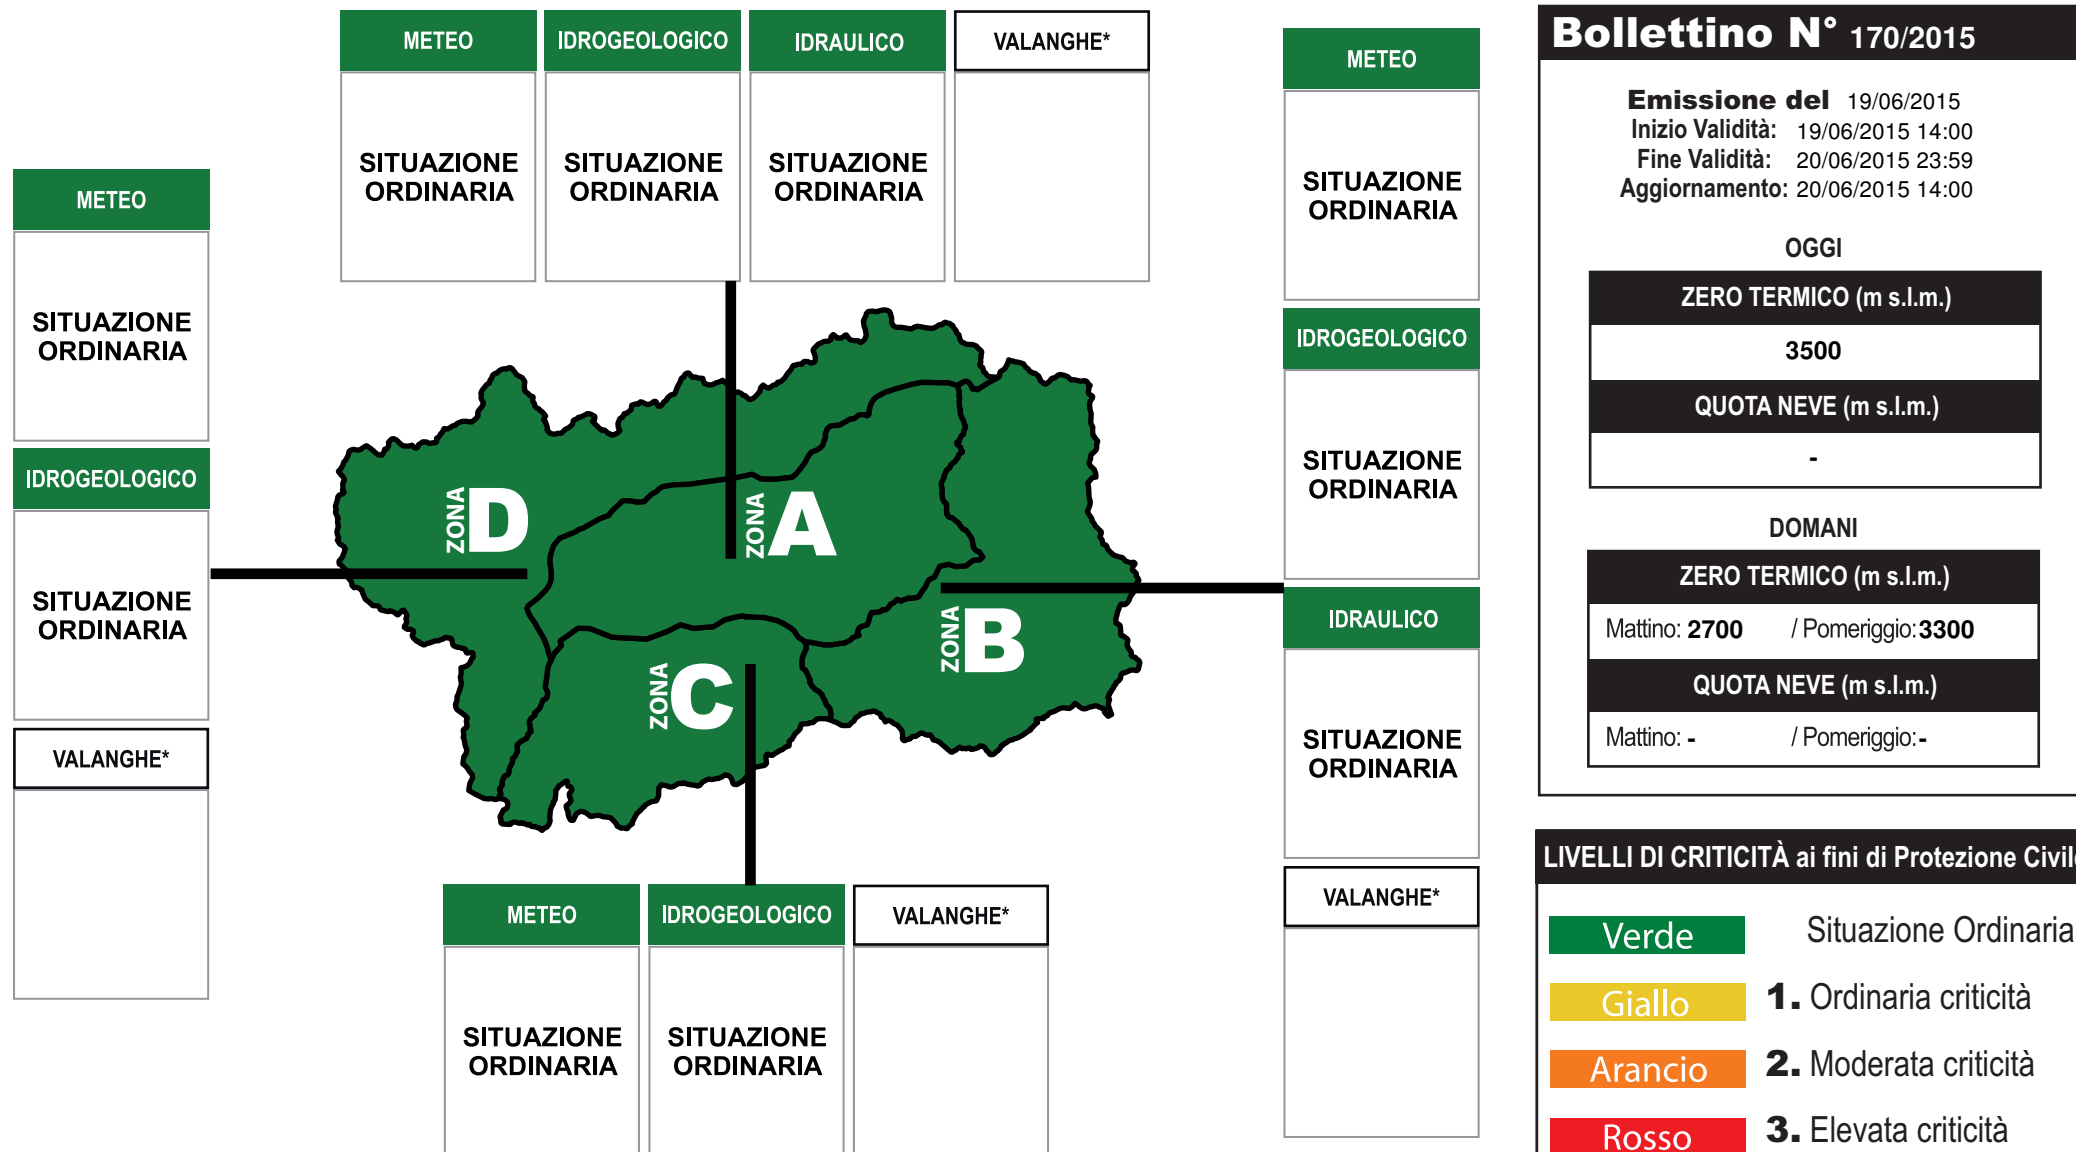 METEO
IDROGEOLOGICO
IDRAULICO
VALANGHE*
SITUAZIONE
ORDINARIA
SITUAZIONE
ORDINARIA
SITUAZIONE
ORDINARIA
METEO
SITUAZIONE
ORDINARIA
IDROGEOLOGICO
SITUAZIONE
ORDINARIA
VALANGHE*
ZONA D
ZONA A
ZONA B
ZONA C
METEO
SITUAZIONE
ORDINARIA
IDROGEOLOGICO
SITUAZIONE
ORDINARIA
IDRAULICO
SITUAZIONE
ORDINARIA
VALANGHE*
METEO
IDROGEOLOGICO
VALANGHE*
SITUAZIONE
ORDINARIA
SITUAZIONE
ORDINARIA
Bollettino N° 170/2015
Emissione del 19/06/2015
Inizio Validità: 19/06/2015 14:00
Fine Validità: 20/06/2015 23:59
Aggiornamento: 20/06/2015 14:00
OGGI
ZERO TERMICO (m s.l.m.)
3500
QUOTA NEVE (m s.l.m.)
-
DOMANI
ZERO TERMICO (m s.l.m.)
Mattino: 2700 / Pomeriggio: 3300
QUOTA NEVE (m s.l.m.)
Mattino: - / Pomeriggio: -
LIVELLI DI CRITICITÀ ai fini di Protezione Civile
Verde Situazione Ordinaria
Giallo 1. Ordinaria criticità
Arancio 2. Moderata criticità
Rosso 3. Elevata criticità